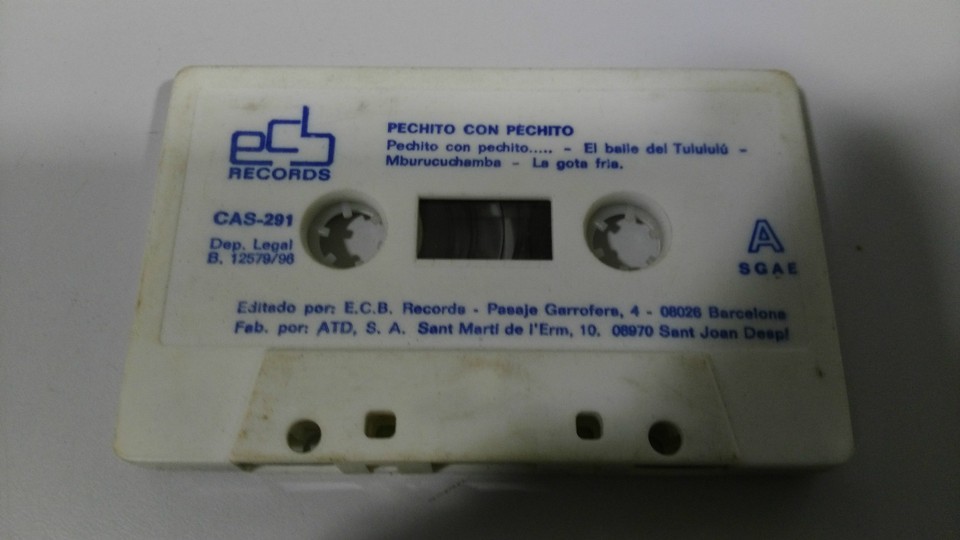 ecb
RECORDS
PECHITO CON PECHITO
Pechito con pechito..... - El baile del Tulululú -
Mburucuchamba - La gota fria.
CAS-291
Dep. Legal
B. 12579/96
A
SGAE
Editado por: E.C.B. Records - Pasaje Garrofers, 4 - 08026 Barcelona
Fab. por: ATD, S. A. Sant Martí de l'Erm, 10. 08970 Sant Joan Despí